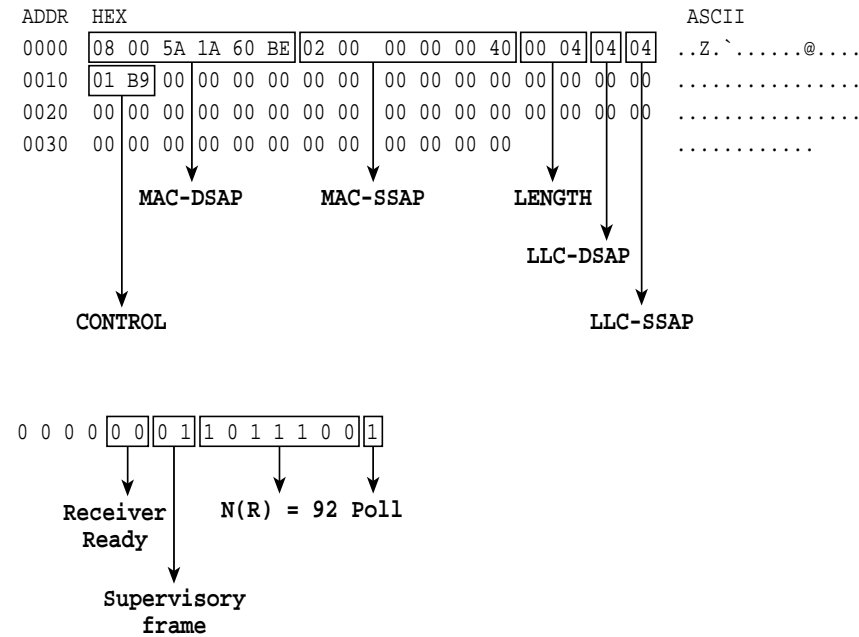 ADDR HEX ASCII
0000 08 00 5A 1A 60 BE 02 00 00 00 00 40 00 04 04 04 ..Z.`......@....
0010 01 B9 00 00 00 00 00 00 00 00 00 00 00 00 00 00 ................
0020 00 00 00 00 00 00 00 00 00 00 00 00 00 00 00 00 ................
0030 00 00 00 00 00 00 00 00 00 00 00 00 ............
MAC-DSAP MAC-SSAP LENGTH
LLC-DSAP
CONTROL LLC-SSAP
0 0 0 0 0 0 0 1 1 0 1 1 1 0 0 1
Receiver N(R) = 92 Poll
Ready
Supervisory
frame